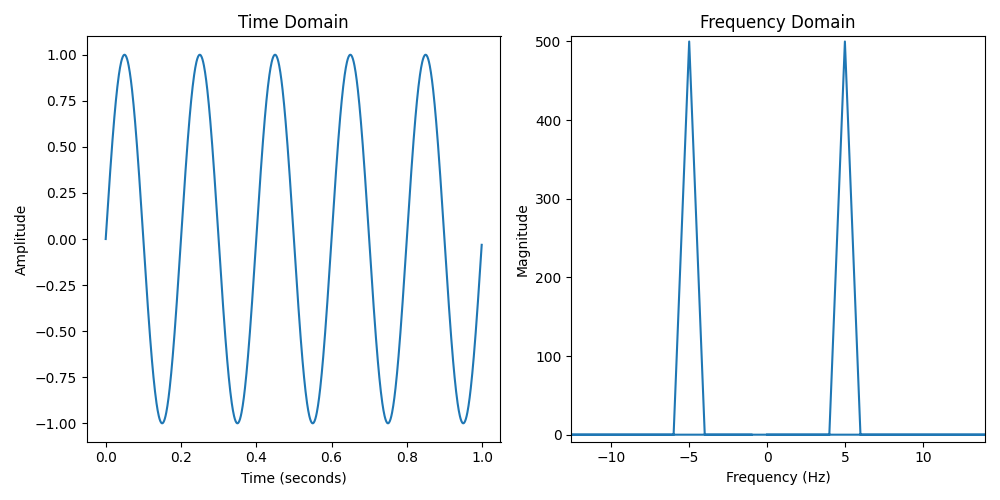 Time Domain
Frequency Domain
1.00
0.75
0.50
0.25
0.00
−0.25
−0.50
−0.75
−1.00
Amplitude
0.0 0.2 0.4 0.6 0.8 1.0
Time (seconds)
500
400
300
200
100
0
Magnitude
−10 −5 0 5 10
Frequency (Hz)